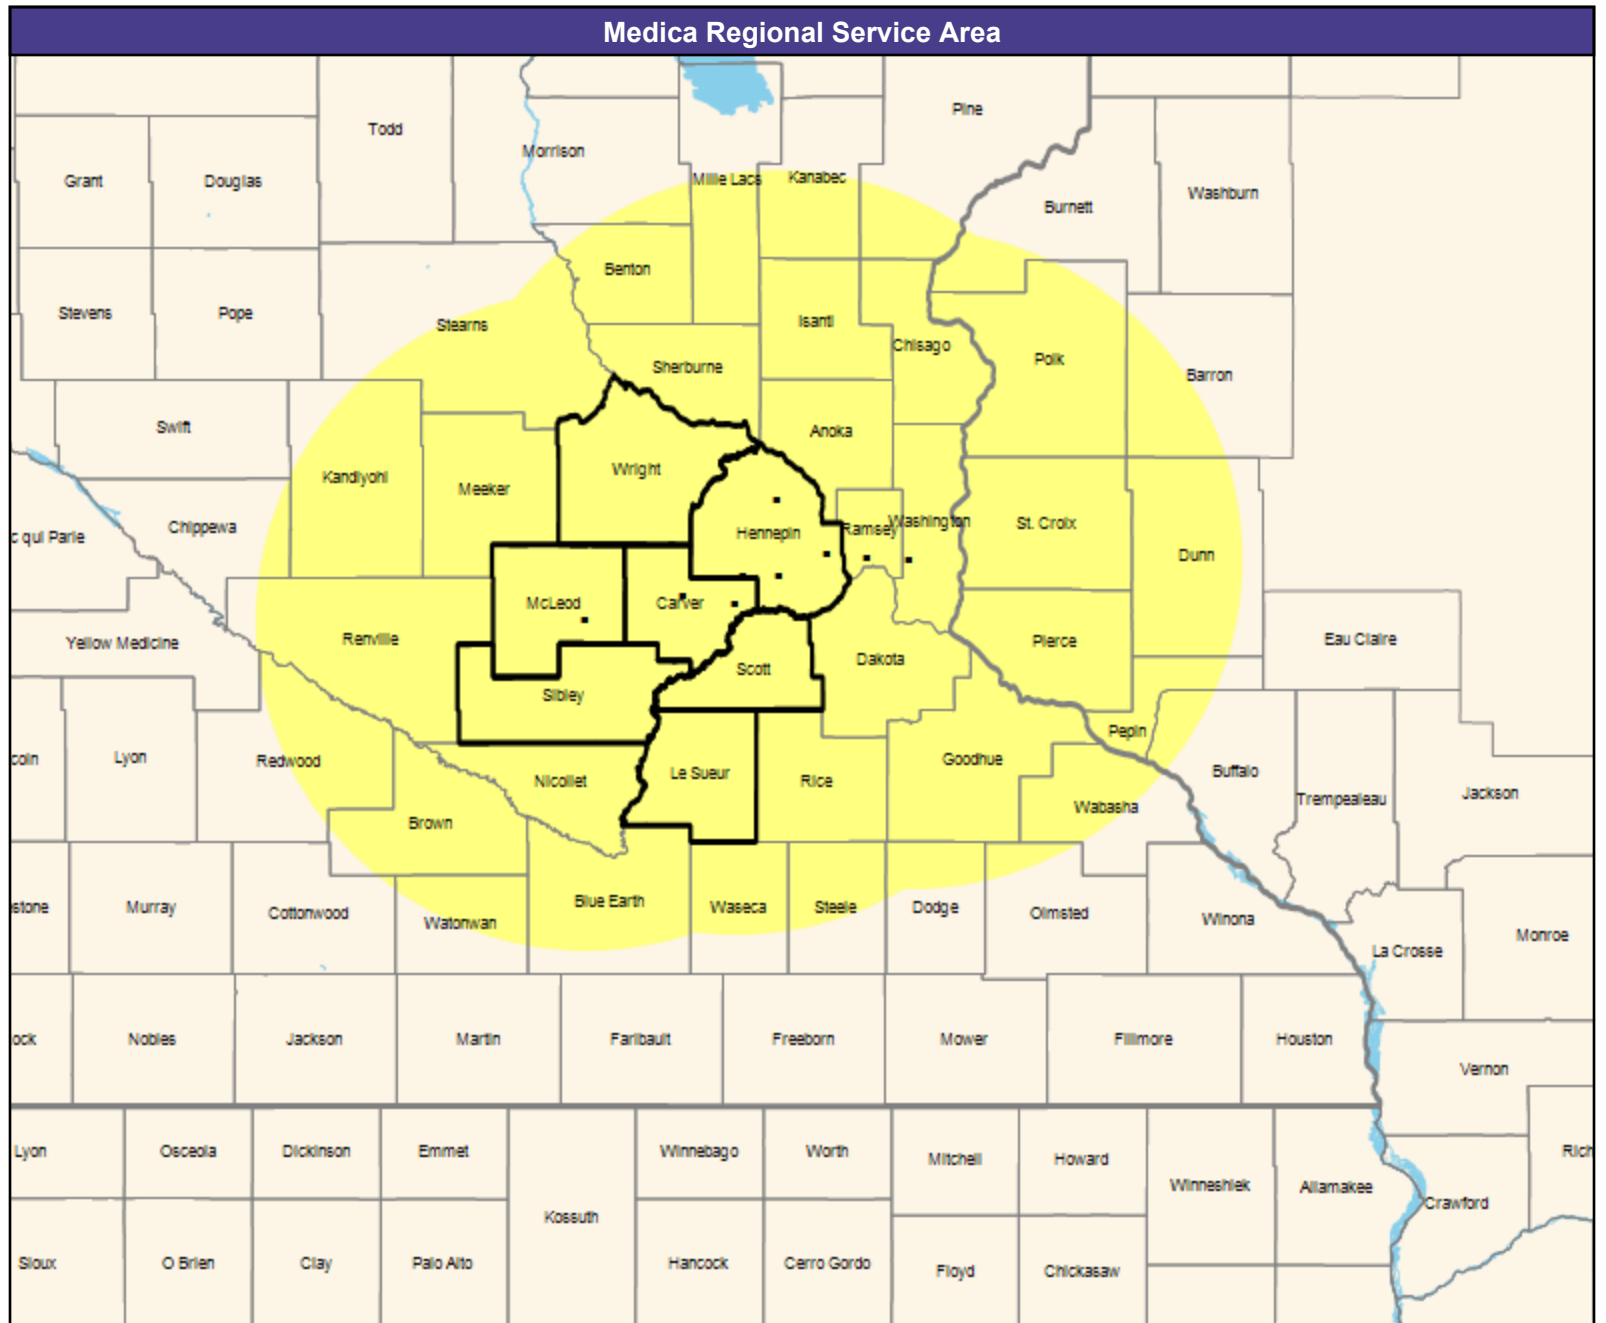 Medica Regional Service Area
Pine
Todd
Morrison
Grant
Douglas
Mille Lacs
Kanabec
Burnett
Washburn
Benton
Stevens
Pope
Stearns
Isanti
Chisago
Polk
Barron
Sherburne
Swift
Anoka
Kandiyohi
Meeker
Wright
Chippewa
c qui Parle
Hennepin
Ramsey
Washington
St. Croix
Dunn
McLeod
Carver
Yellow Medicine
Renville
Scott
Dakota
Pierce
Eau Claire
Sibley
coln
Lyon
Redwood
Nicollet
Le Sueur
Rice
Goodhue
Pepin
Buffalo
Trempealeau
Jackson
Brown
Wabasha
stone
Murray
Cottonwood
Watonwan
Blue Earth
Waseca
Steele
Dodge
Olmsted
Winona
La Crosse
Monroe
ock
Nobles
Jackson
Martin
Faribault
Freeborn
Mower
Fillmore
Houston
Vernon
Lyon
Osceola
Dickinson
Emmet
Winnebago
Worth
Mitchell
Howard
Winneshiek
Allamakee
Crawford
Rich
Kossuth
Sioux
O Brien
Clay
Palo Alto
Hancock
Cerro Gordo
Floyd
Chickasaw